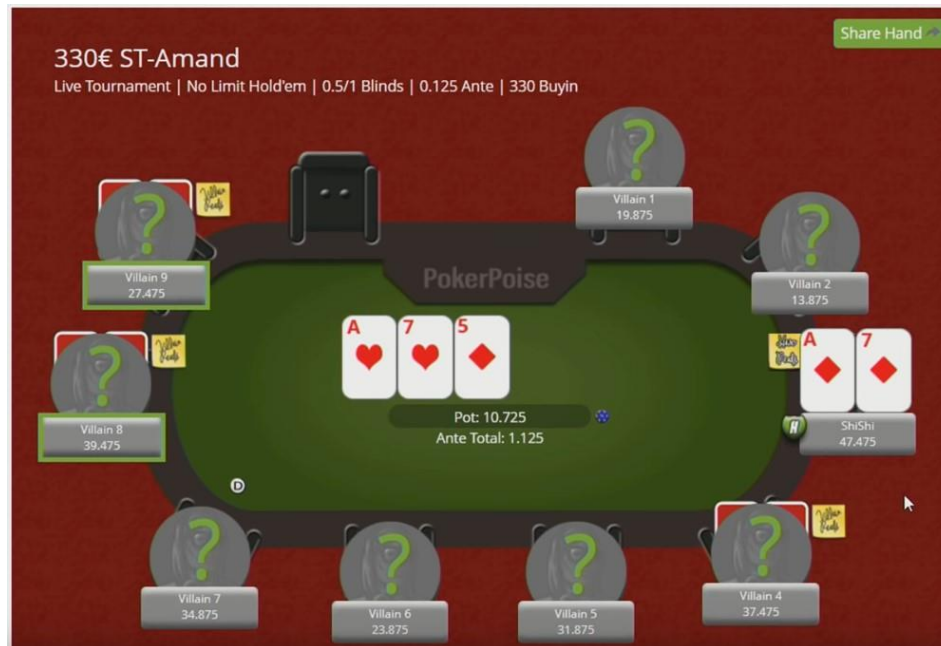 Share Hand
330€ ST-Amand
Live Tournament | No Limit Hold'em | 0.5/1 Blinds | 0.125 Ante | 330 Buyin
Villain 1
19.875
Villain 9
27.475
Villain 2
13.875
PokerPoise
A 7 5
A 7
Villain 8
39.475
Pot: 10.725
Ante Total: 1.125
H
ShiShi
47.475
D
Villain 7
34.875
Villain 6
23.875
Villain 5
31.875
Villain 4
37.475